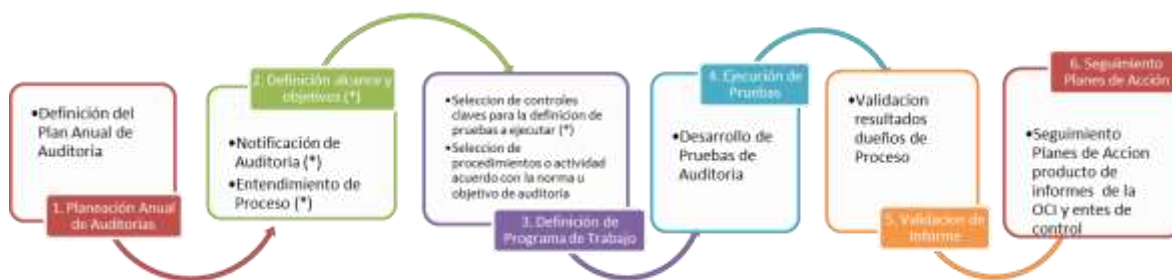 •Definición del
Plan Anual de
Auditoria
1. Planeación Anual
de Auditorias
2. Definición alcance y
objetivos (*)
•Notificación de
Auditoria (*)
•Entendimiento de
Proceso (*)
•Seleccion de controles
claves para la definicion de
pruebas a ejecutar (*)
•Seleccion de
procedimientos o actividad
acuerdo con la norma u
objetivo de auditoria
3. Definición de
Programa de Trabajo
4. Ejecución de
Pruebas
•Desarrollo de
Pruebas de
Auditoria
•Validacion
resultados
dueños de
Proceso
5. Validacion de
Informe
6. Seguimiento
Planes de Acción
•Seguimiento
Planes de Accion
producto de
informes de la
OCI y entes de
control